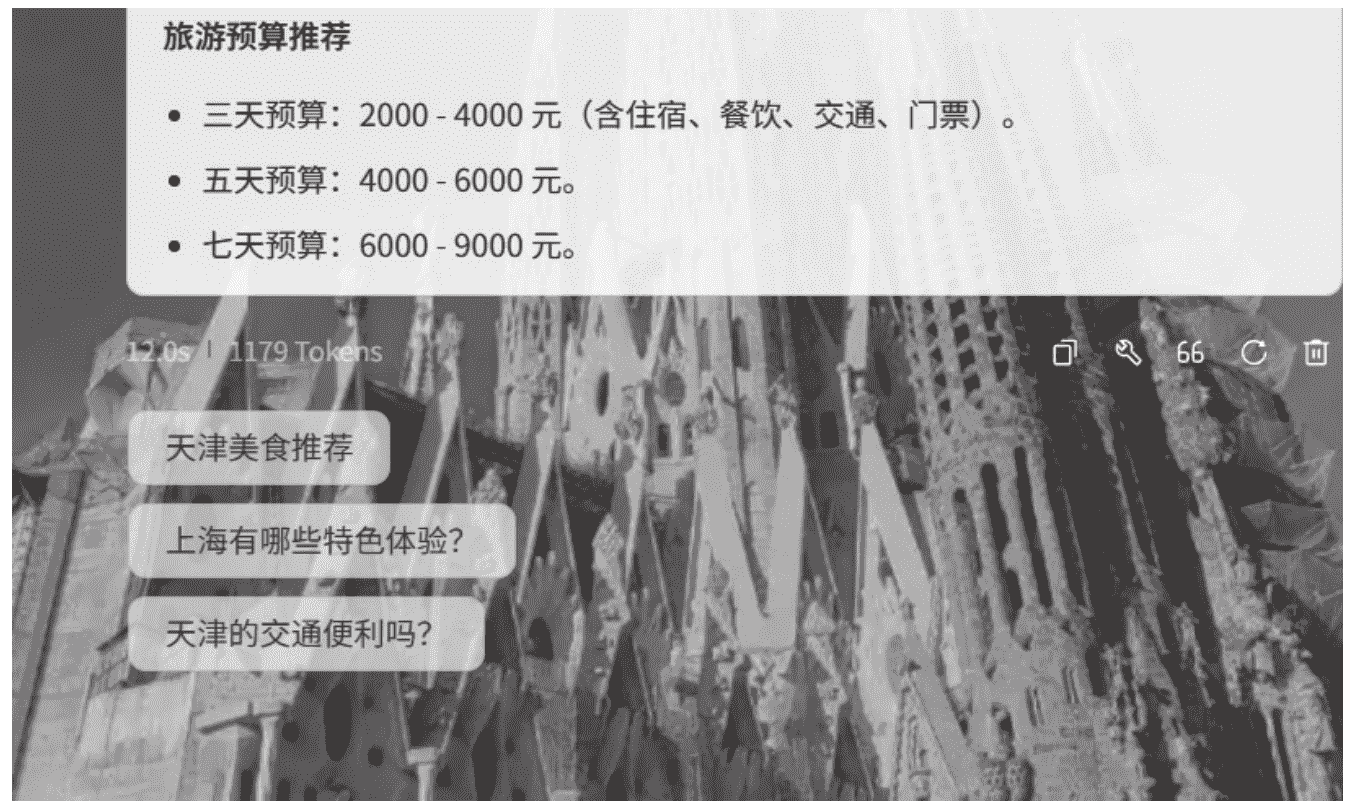 旅游预算推荐
• 三天预算：2000 - 4000 元（含住宿、餐饮、交通、门票）。
• 五天预算：4000 - 6000 元。
• 七天预算：6000 - 9000 元。
12.0s | 1179 Tokens
天津美食推荐
上海有哪些特色体验？
天津的交通便利吗？